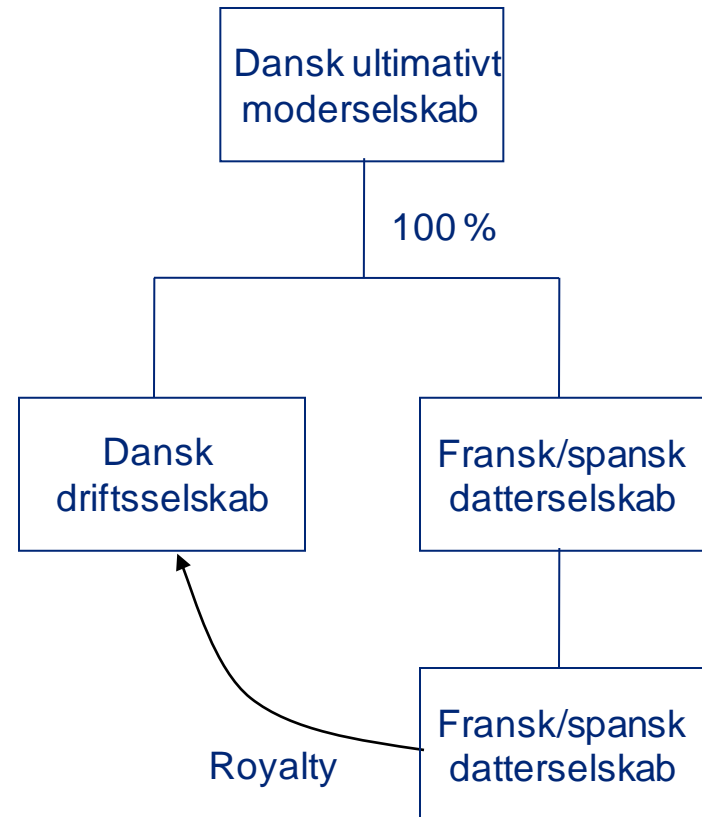 Dansk ultimativt
moderselskab
100 %
Dansk
driftsselskab
Fransk/spansk
datterselskab
Royalty
Fransk/spansk
datterselskab